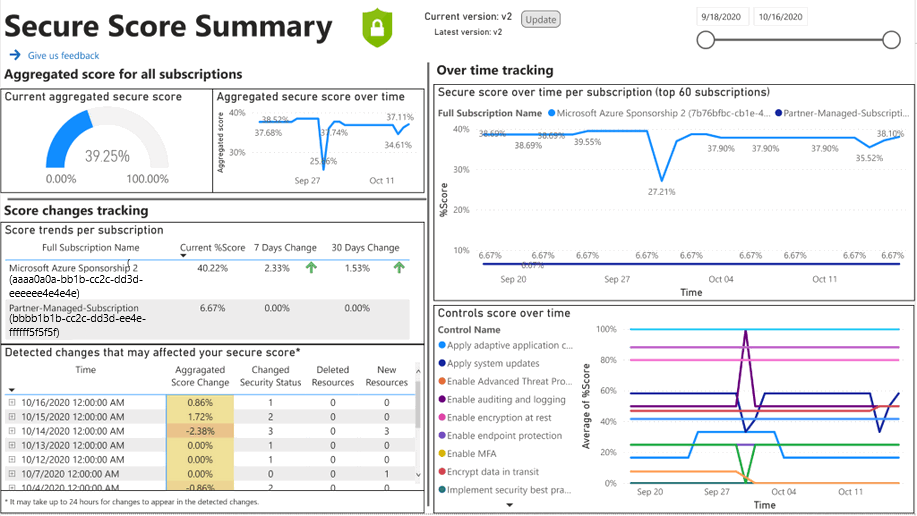 Secure Score Summary
Current version: v2
Update
Latest version: v2
9/18/2020
10/16/2020
Give us feedback
Aggregated score for all subscriptions
Current aggregated secure score
39.25%
0.00%
100.00%
Aggregated secure score over time
Aggregated score
40%
30%
38.52%
37.68%
37.74%
37.11%
34.61%
Sep 27
Oct 11
Score changes tracking
Score trends per subscription
Full Subscription Name
Current %Score
7 Days Change
30 Days Change
Microsoft Azure Sponsorship 2
(aaaa0a0a-bb1b-cc2c-dd3d-
eeeeee4e4e4e)
40.22%
2.33%
1.53%
Partner-Managed-Subscription
(bbbb1b1b-cc2c-dd3d-ee4e-
ffffff5f5f5f)
6.67%
0.00%
0.00%
Detected changes that may affected your secure score*
Time
Aggragated
Score Change
Changed
Security Status
Deleted
Resources
New
Resources
10/16/2020 12:00:00 AM 0.86% 1 0 0
10/15/2020 12:00:00 AM 1.72% 2 0 0
10/14/2020 12:00:00 AM -2.38% 3 0 3
10/13/2020 12:00:00 AM 0.00% 1 0 0
10/12/2020 12:00:00 AM 0.00% 1 0 0
10/7/2020 12:00:00 AM 0.00% 0 0 1
10/4/2020 12:00:00 AM -0.86% 2 0 0
* It may take up to 24 hours for changes to appear in the detected changes.
Over time tracking
Secure score over time per subscription (top 60 subscriptions)
Full Subscription Name
Microsoft Azure Sponsorship 2 (7b76bfbc-cb1e-4...
Partner-Managed-Subscripti...
%Score
40%
30%
20%
10%
38.69%
38.69%
38.69%
39.55%
27.21%
37.90%
37.90%
37.90%
35.52%
38.10%
6.67%
6.67%
6.67%
6.67%
6.67%
6.67%
6.67%
6.67%
6.67%
Sep 20
Sep 27
Oct 04
Oct 11
Time
Controls score over time
Control Name
Apply adaptive application c...
Apply system updates
Enable Advanced Threat Pro...
Enable auditing and logging
Enable encryption at rest
Enable endpoint protection
Enable MFA
Encrypt data in transit
Implement security best pra...
Average of %Score
100%
80%
60%
40%
20%
0%
Sep 20
Sep 27
Oct 04
Oct 11
Time